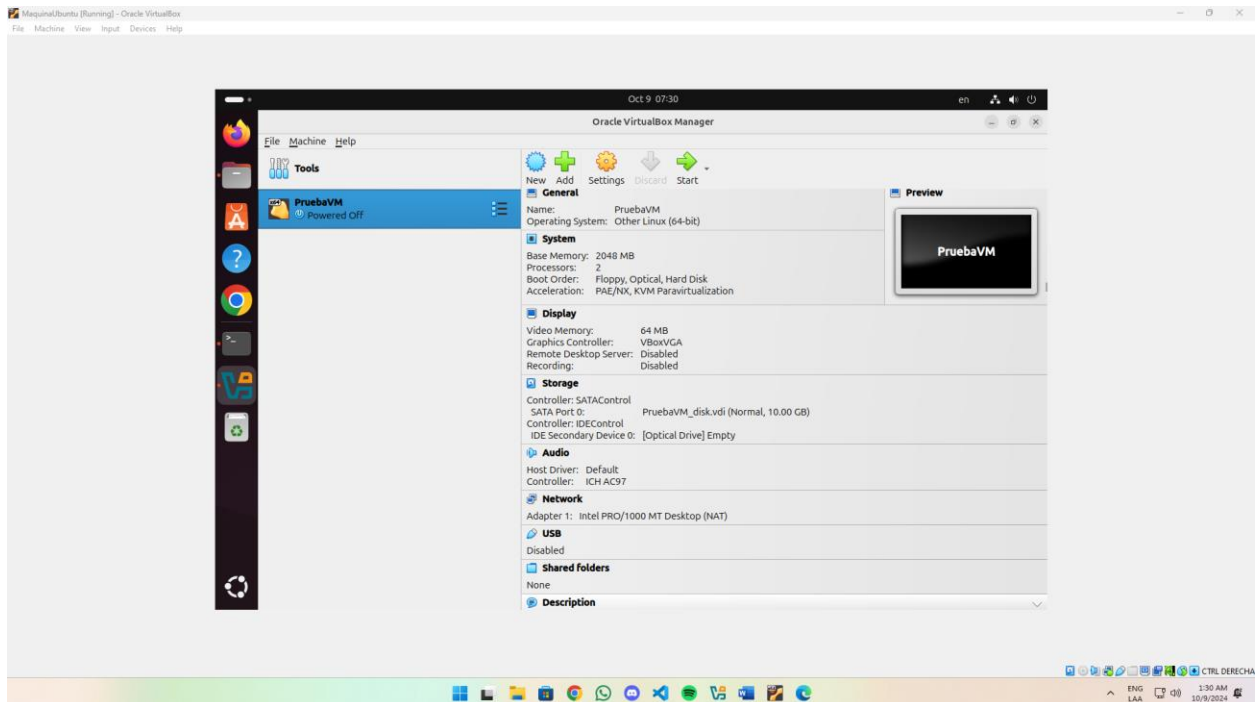 MaquinaUbuntu [Running] - Oracle VirtualBox
File Machine View Input Devices Help
Oct 9 07:30
en
Oracle VirtualBox Manager
File Machine Help
Tools
New Add Settings Discard Start
PruebaVM
Powered Off
General
Name: PruebaVM
Operating System: Other Linux (64-bit)
System
Base Memory: 2048 MB
Processors: 2
Boot Order: Floppy, Optical, Hard Disk
Acceleration: PAE/NX, KVM Paravirtualization
Display
Video Memory: 64 MB
Graphics Controller: VBoxVGA
Remote Desktop Server: Disabled
Recording: Disabled
Storage
Controller: SATAControl
SATA Port 0: PruebaVM_disk.vdi (Normal, 10.00 GB)
Controller: IDEControl
IDE Secondary Device 0: [Optical Drive] Empty
Audio
Host Driver: Default
Controller: ICH AC97
Network
Adapter 1: Intel PRO/1000 MT Desktop (NAT)
USB
Disabled
Shared folders
None
Description
Preview
PruebaVM
CTRL DERECHA
ENG
LAA
1:30 AM
10/9/2024